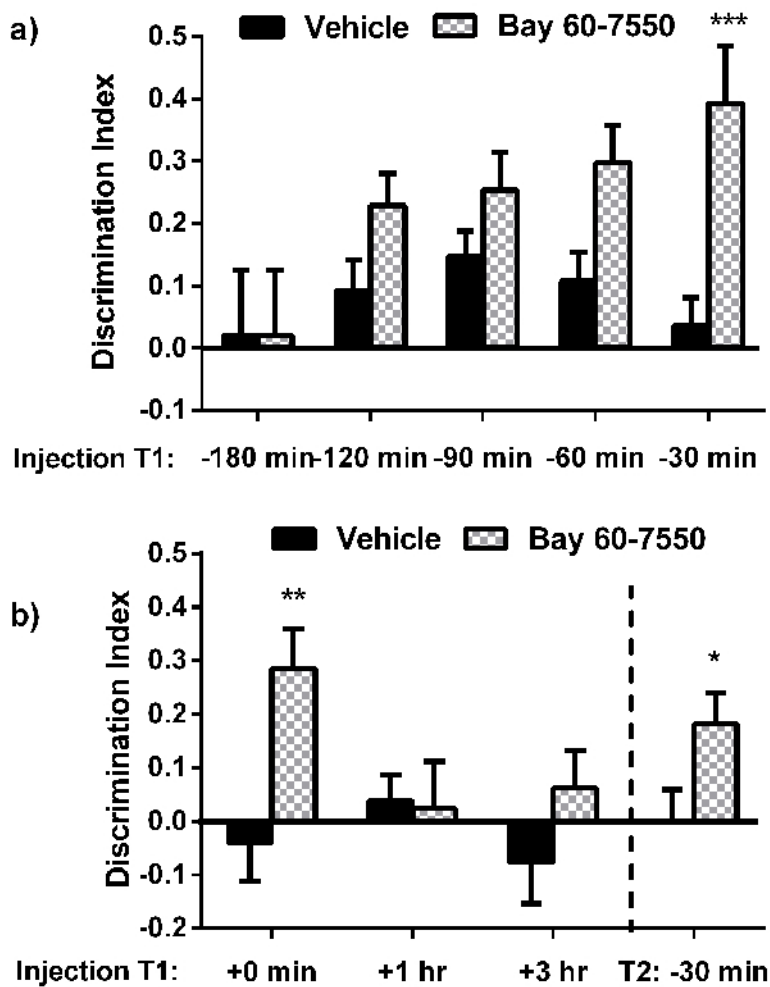 a)
Vehicle Bay 60-7550
***
Discrimination Index
0.5
0.4
0.3
0.2
0.1
0.0
-0.1
Injection T1: -180 min -120 min -90 min -60 min -30 min
b)
Vehicle Bay 60-7550
**
*
Discrimination Index
0.5
0.4
0.3
0.2
0.1
0.0
-0.1
-0.2
Injection T1: +0 min +1 hr +3 hr T2: -30 min